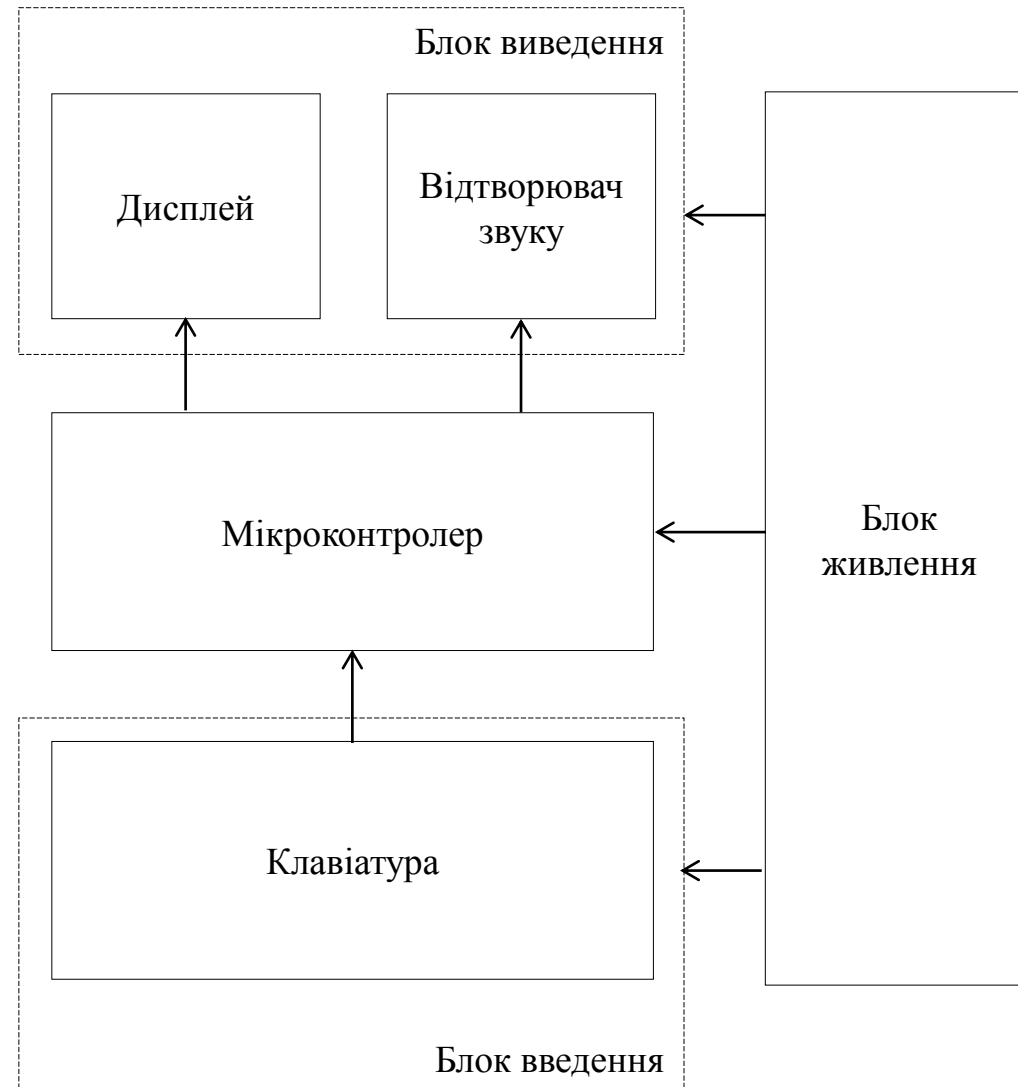 Блок виведення
Дисплей
Відтворювач
звуку
Мікроконтролер
Блок
живлення
Клавіатура
Блок введення